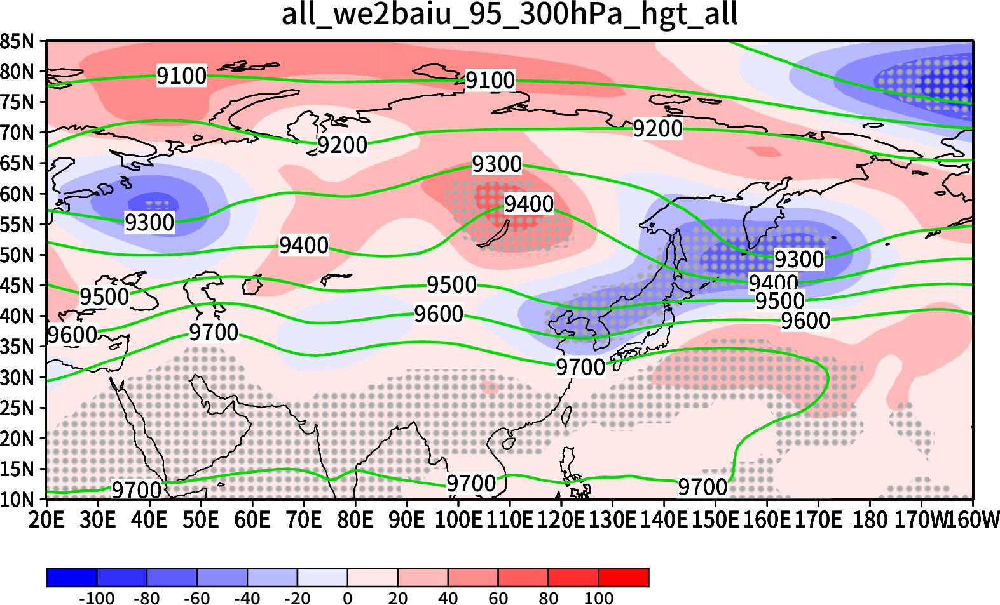 all_we2baiu_95_300hPa_hgt_all
85N
80N
75N
70N
65N
60N
55N
50N
45N
40N
35N
30N
25N
20N
15N
10N
9100
9100
9200
9200
9300
9400
9300
9400
9300
9400
9500
9500
9500
9600
9600
9600
9700
9700
9700
9700
9700
20E 30E 40E 50E 60E 70E 80E 90E 100E 110E 120E 130E 140E 150E 160E 170E 180 170W 160W
-100 -80 -60 -40 -20 0 20 40 60 80 100